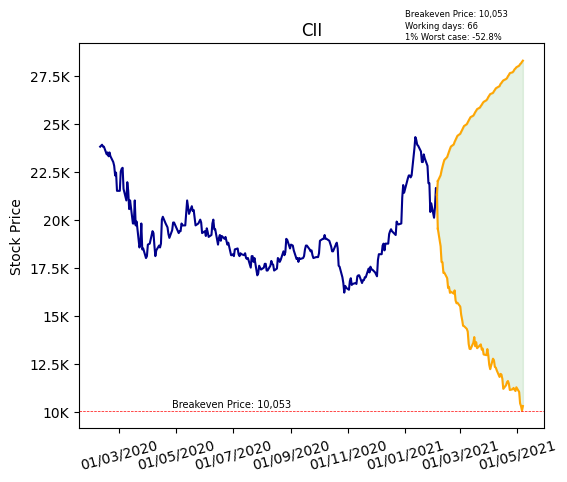 Breakeven Price: 10,053
Working days: 66
1% Worst case: -52.8%
CII
Stock Price
27.5K
25K
22.5K
20K
17.5K
15K
12.5K
10K
Breakeven Price: 10,053
01/03/2020 01/05/2020 01/07/2020 01/09/2020 01/11/2020 01/01/2021 01/03/2021 01/05/2021